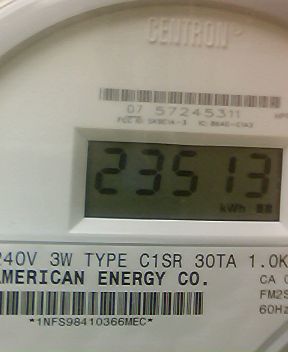 CENTRON®
07 57245311
23513
kWh
240V 3W TYPE C1SR 30TA 1.0K
AMERICAN ENERGY CO.
CA
FM2S
60Hz
*1NFS98410366MEC*